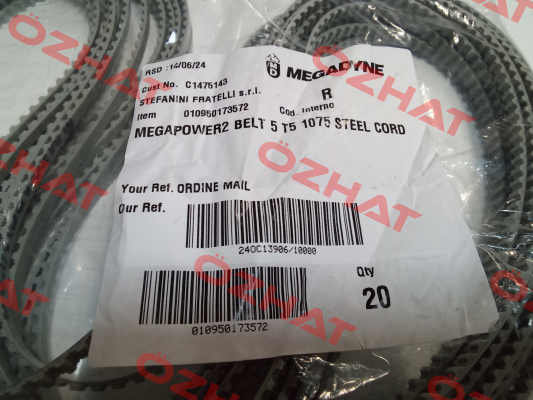 RSD :14/06/24
MEGADYNE
Cust No. C1475143
STEFANINI FRATELLI s.r.l.
R
Item 010950173572
Cod. Interno
MEGAPOWER2 BELT 5 T5 1075 STEEL CORD
Your Ref. ORDINE MAIL
Our Ref.
240C13906/10000
Qty
20
010950173572
OZHAT
OZHAT
OZHAT
OZHAT
OZHAT
OZHAT
OZHAT
OZHAT